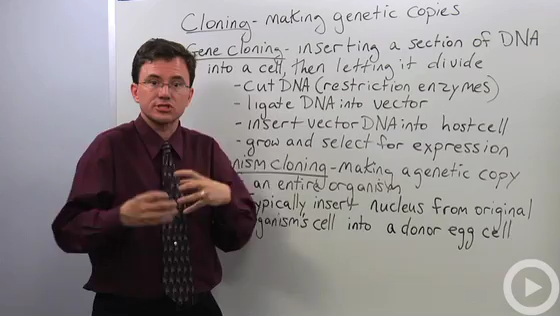 Cloning - making genetic copies
Gene cloning - inserting a section of DNA
into a cell, then letting it divide
- cut DNA (restriction enzymes)
- ligate DNA into vector
- insert vector DNA into host cell
- grow and select for expression
cloning - making a genetic copy
an entire organism
typically insert nucleus from original
cell into a donor egg cell